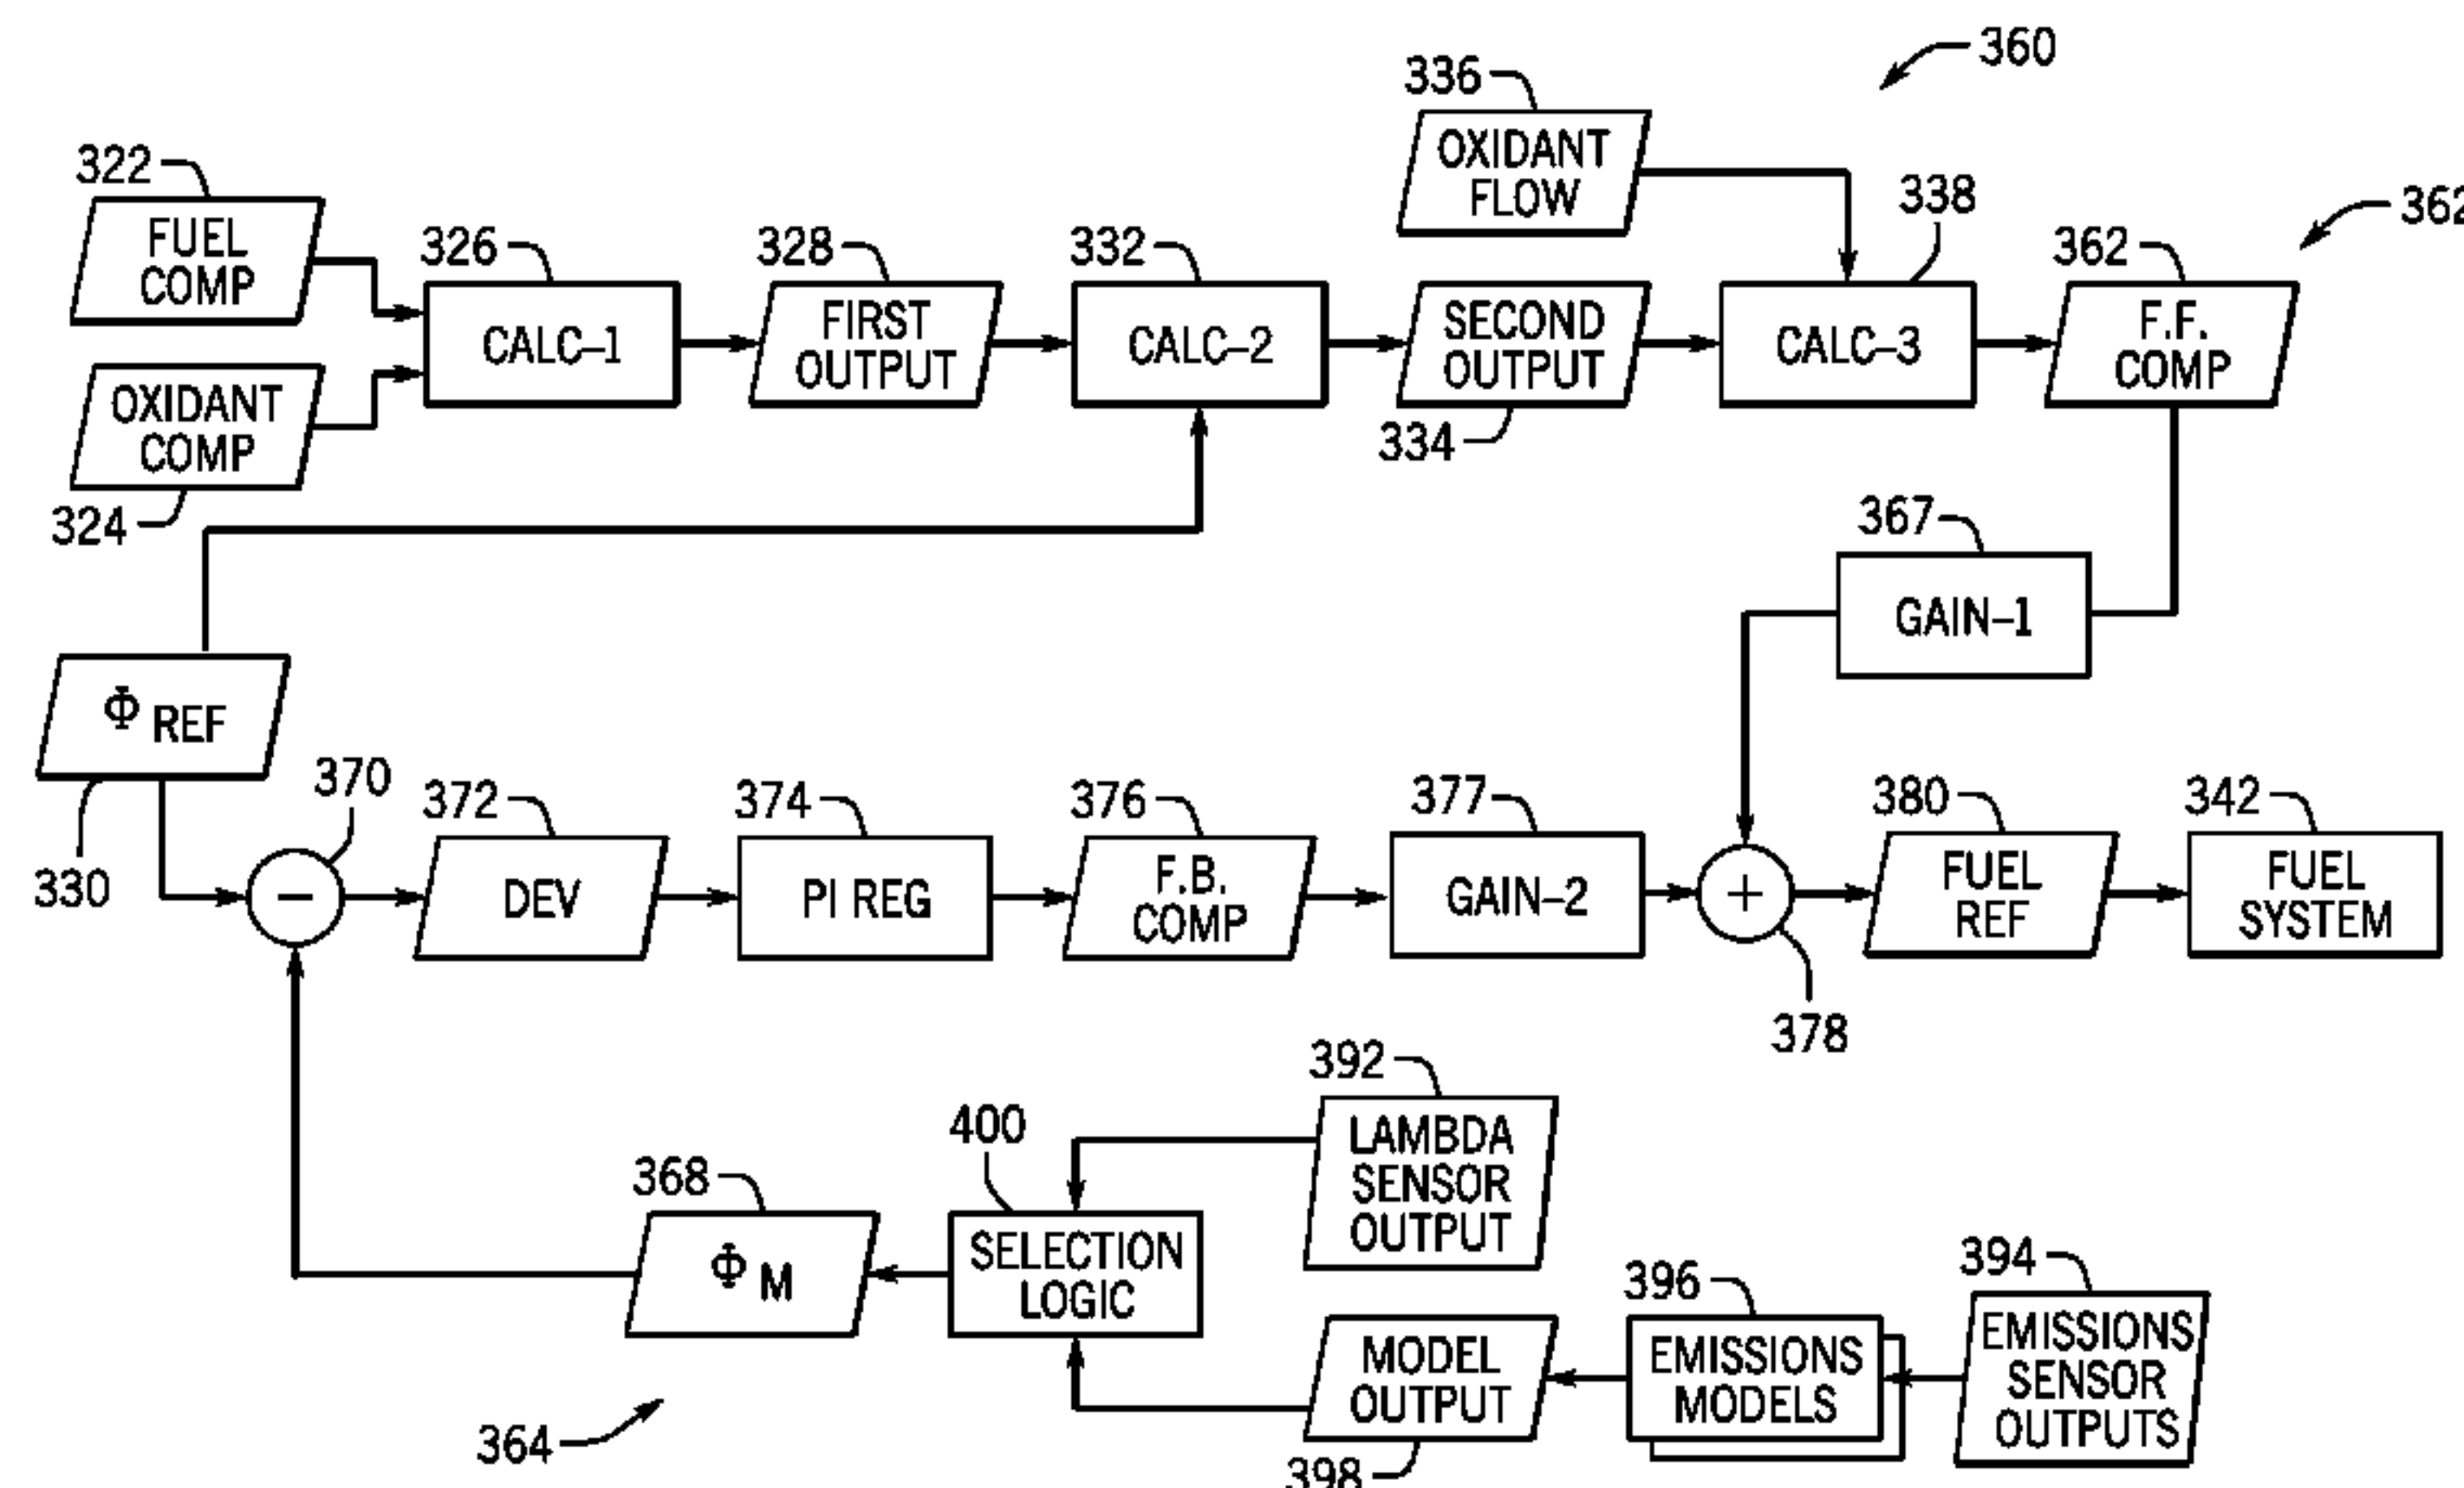 360
336
OXIDANT
FLOW
322
FUEL
COMP
338
362
326
328
332
362
CALC-1
FIRST
OUTPUT
CALC-2
SECOND
OUTPUT
CALC-3
F.F.
COMP
OXIDANT
COMP
334
324
367
GAIN-1
Φ REF
330
370
372
374
376
377
380
342
−
DEV
PI REG
F.B.
COMP
GAIN-2
+
FUEL
REF
FUEL
SYSTEM
378
392
LAMBDA
SENSOR
OUTPUT
400
368
Φ M
SELECTION
LOGIC
394
396
EMISSIONS
SENSOR
OUTPUTS
MODEL
OUTPUT
EMISSIONS
MODELS
364
398